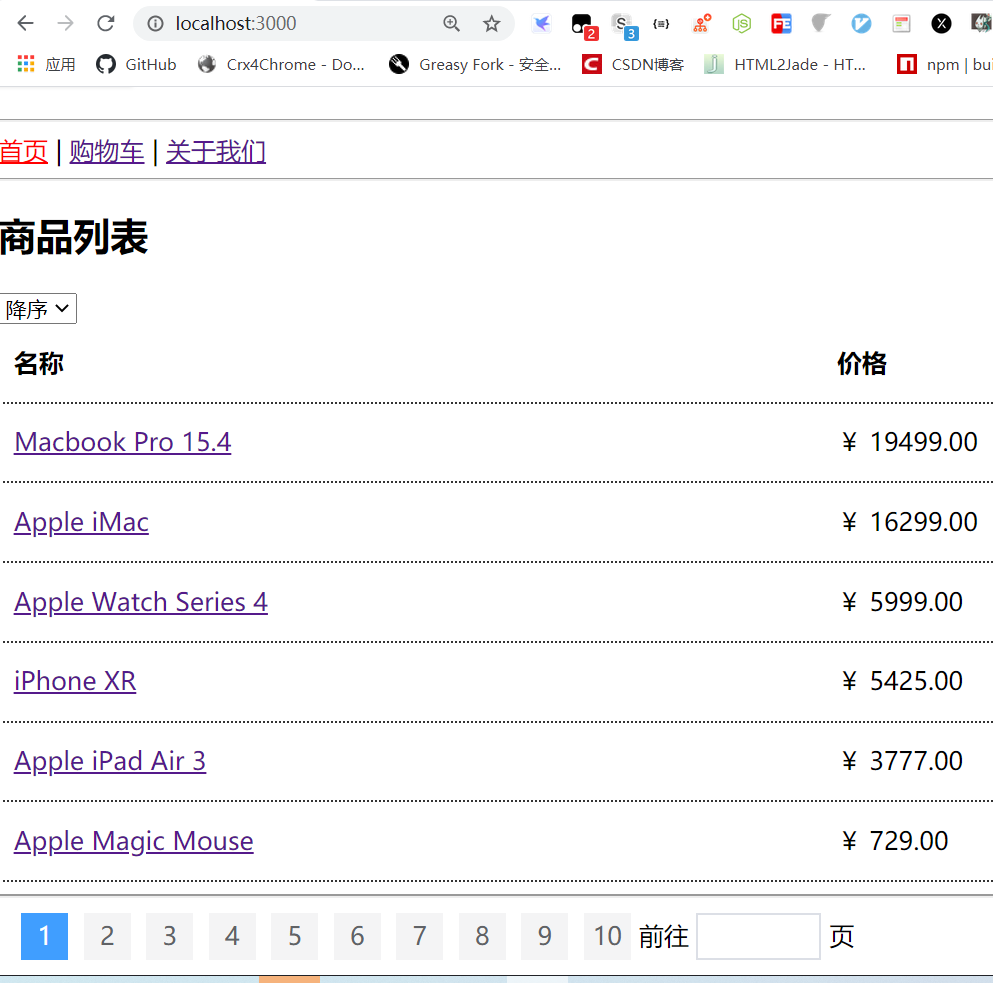 localhost:3000
2 S 3 {≡} JS FE X
应用 GitHub Crx4Chrome - Do... Greasy Fork - 安全... CSDN博客 HTML2Jade - HT... npm | bui
首页 | 购物车 | 关于我们
商品列表
降序
名称 价格
Macbook Pro 15.4 ¥ 19499.00
Apple iMac ¥ 16299.00
Apple Watch Series 4 ¥ 5999.00
iPhone XR ¥ 5425.00
Apple iPad Air 3 ¥ 3777.00
Apple Magic Mouse ¥ 729.00
1 2 3 4 5 6 7 8 9 10 前往 页